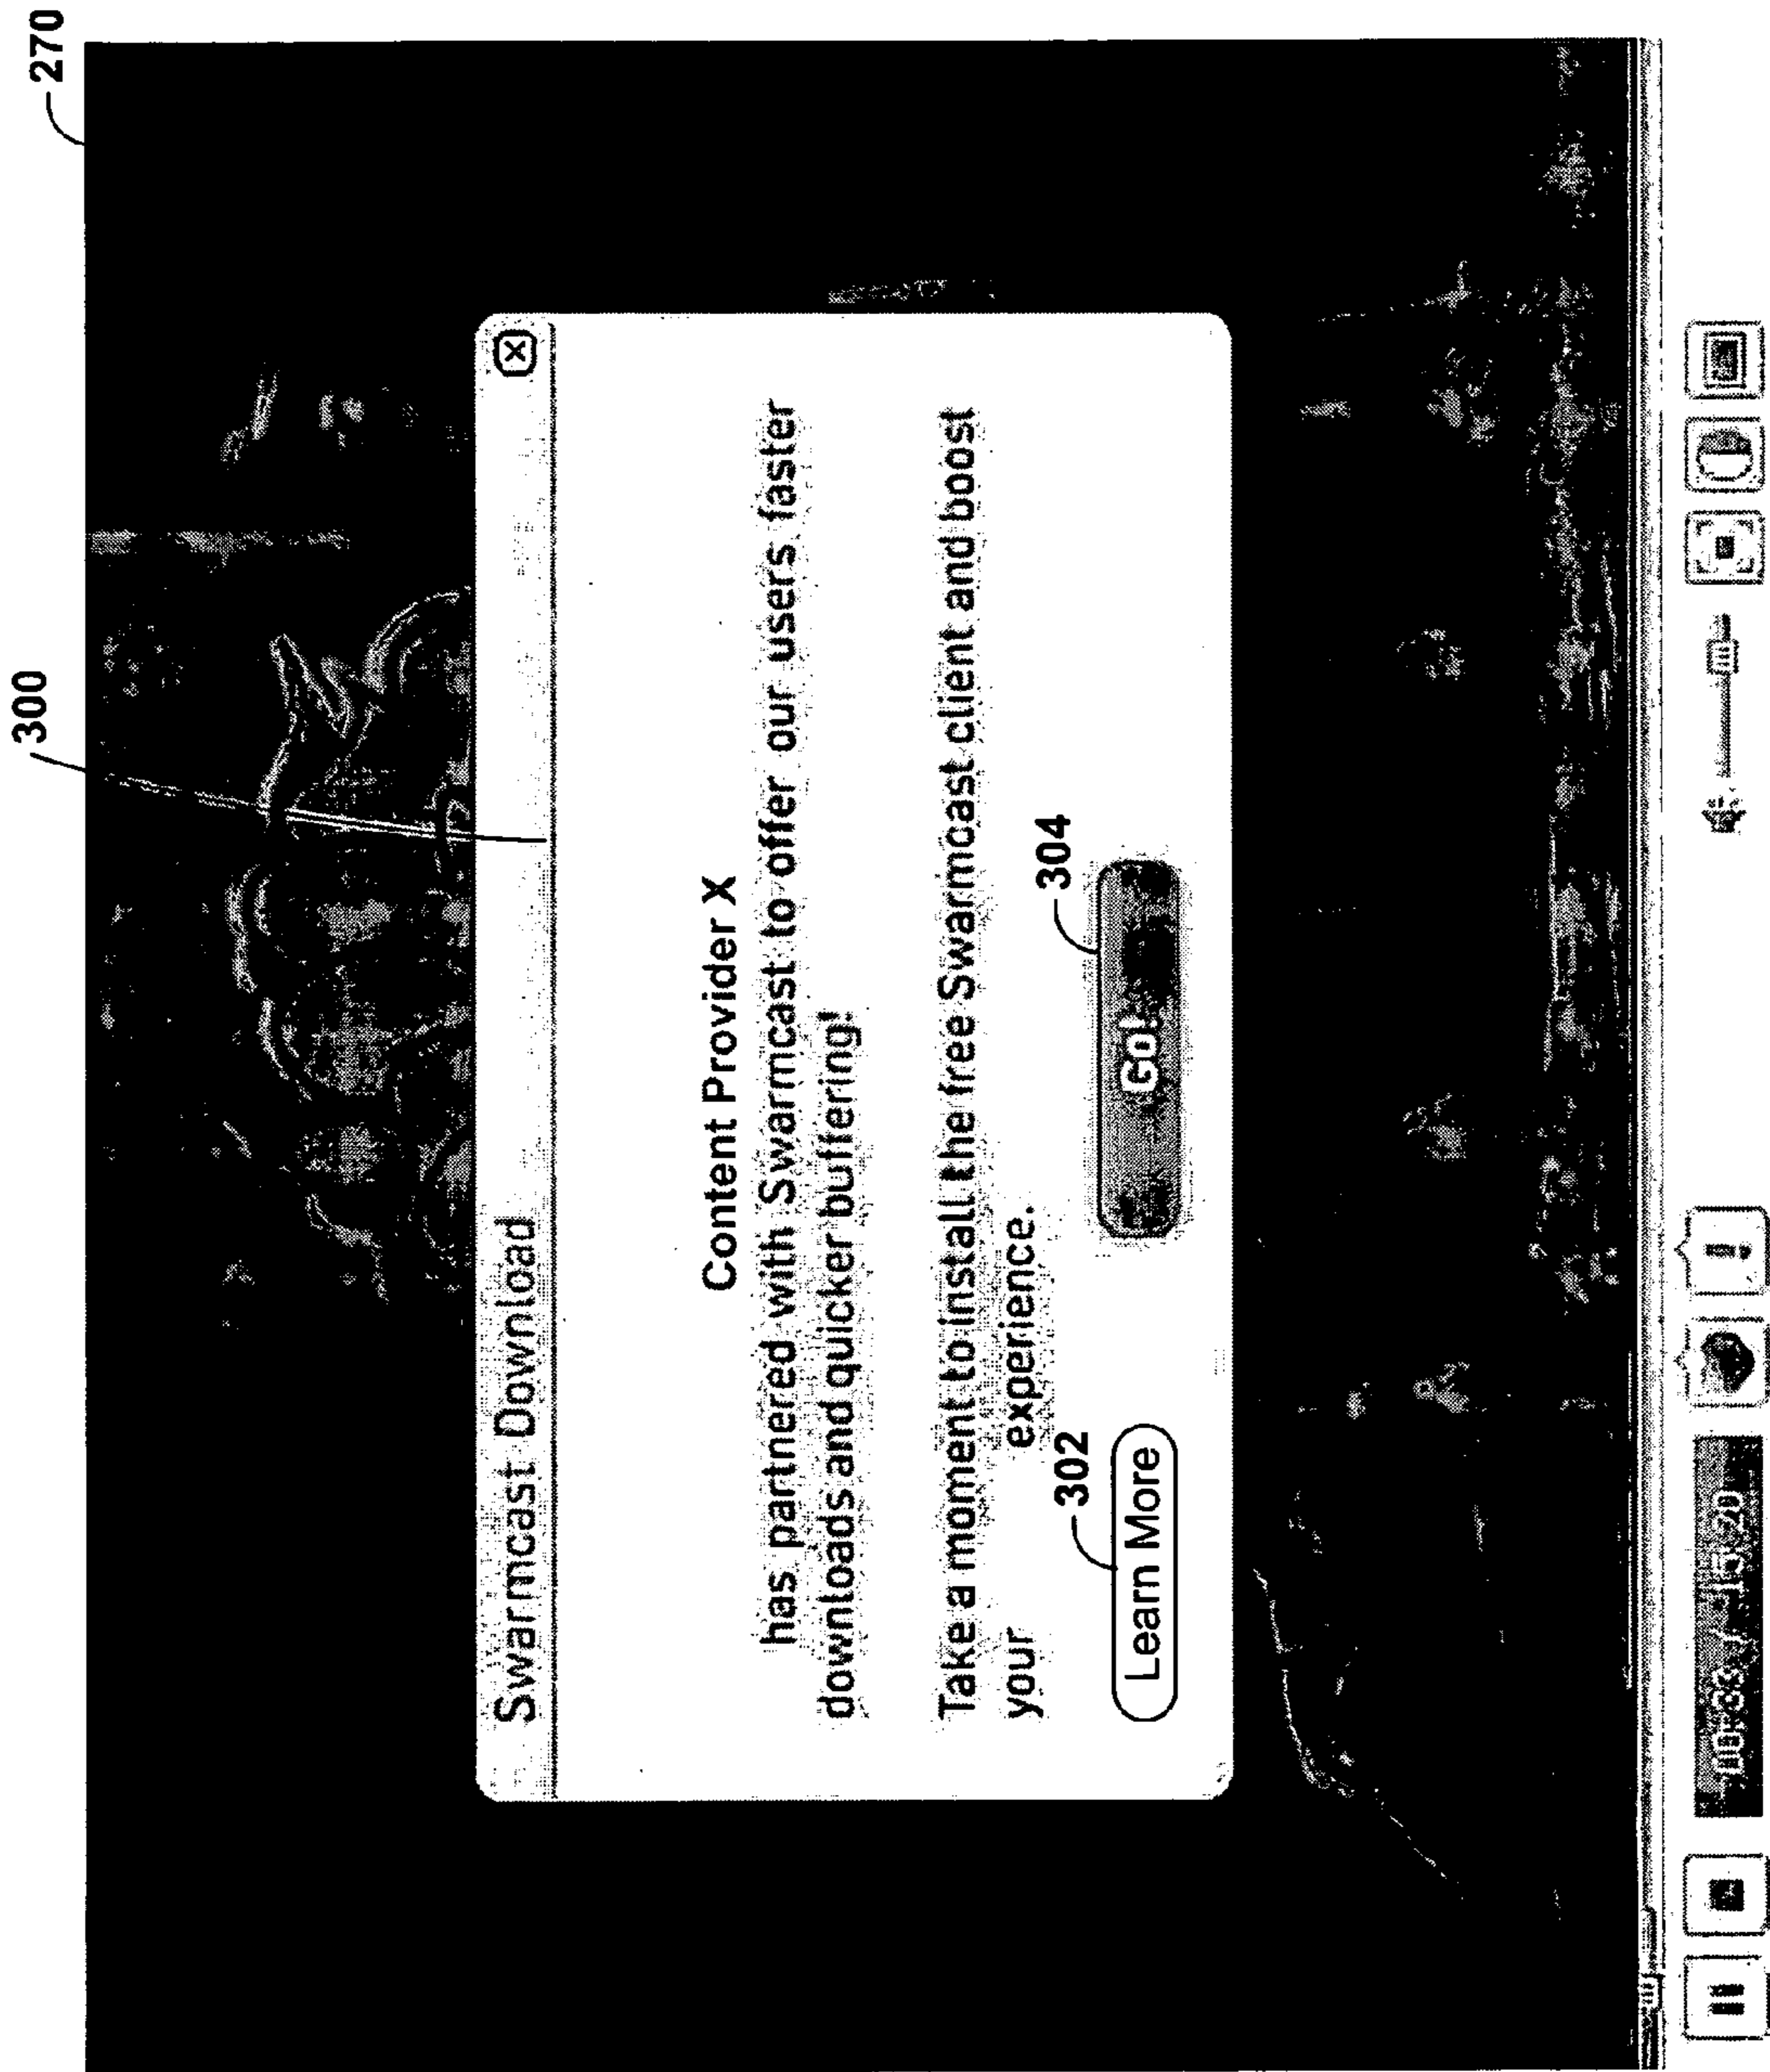 270
300
Swarmcast Download
Content Provider X
has partnered with Swarmcast to offer our users faster
downloads and quicker buffering!
Take a moment to install the free Swarmcast client and boost
your experience.
302
304
Learn More
GO!